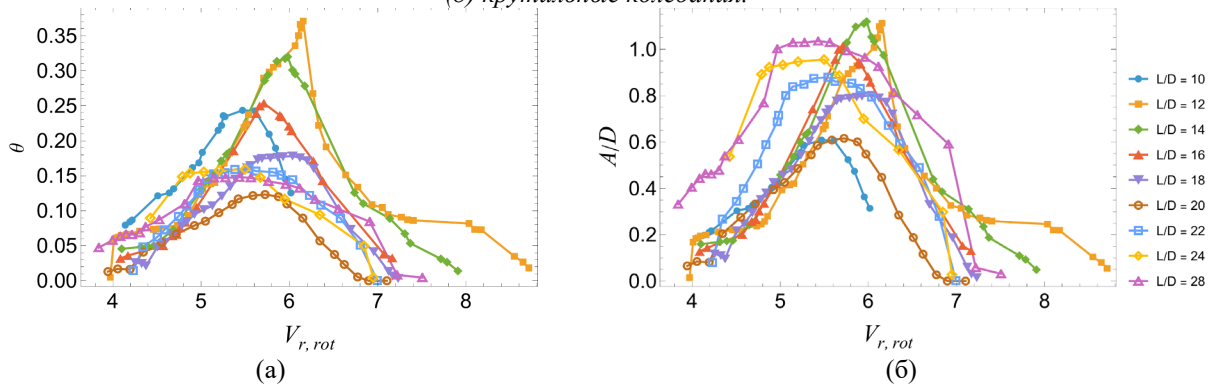 (б) крутильные колебания.
0.35
0.30
0.25
0.20
0.15
0.10
0.05
0.00
θ
4 5 6 7 8
V_{r, rot}
(а)
1.0
0.8
0.6
0.4
0.2
0.0
A/D
4 5 6 7 8
V_{r, rot}
(б)
L/D = 10
L/D = 12
L/D = 14
L/D = 16
L/D = 18
L/D = 20
L/D = 22
L/D = 24
L/D = 28